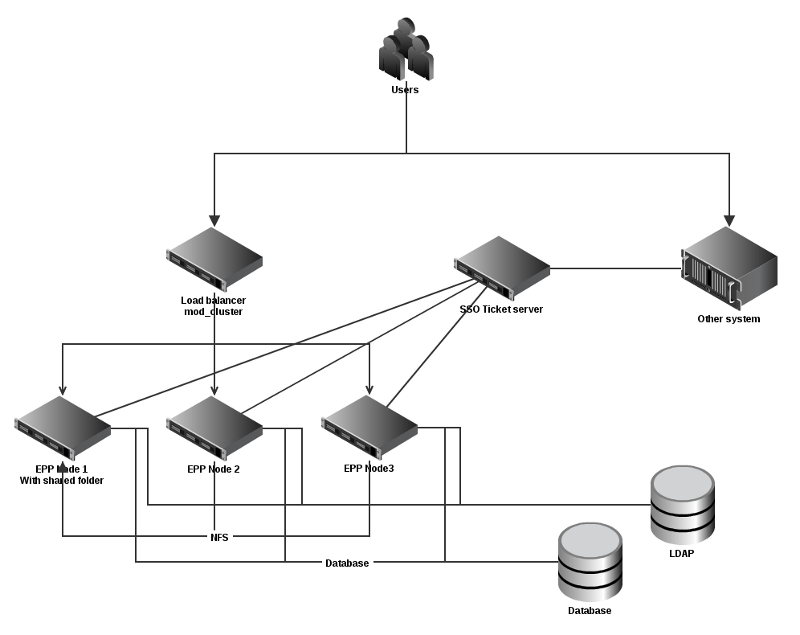 Users
Load balancer
mod_cluster
SSO Ticket server
Other system
EPP Node 1
With shared folder
EPP Node 2
EPP Node3
NFS
Database
LDAP
Database